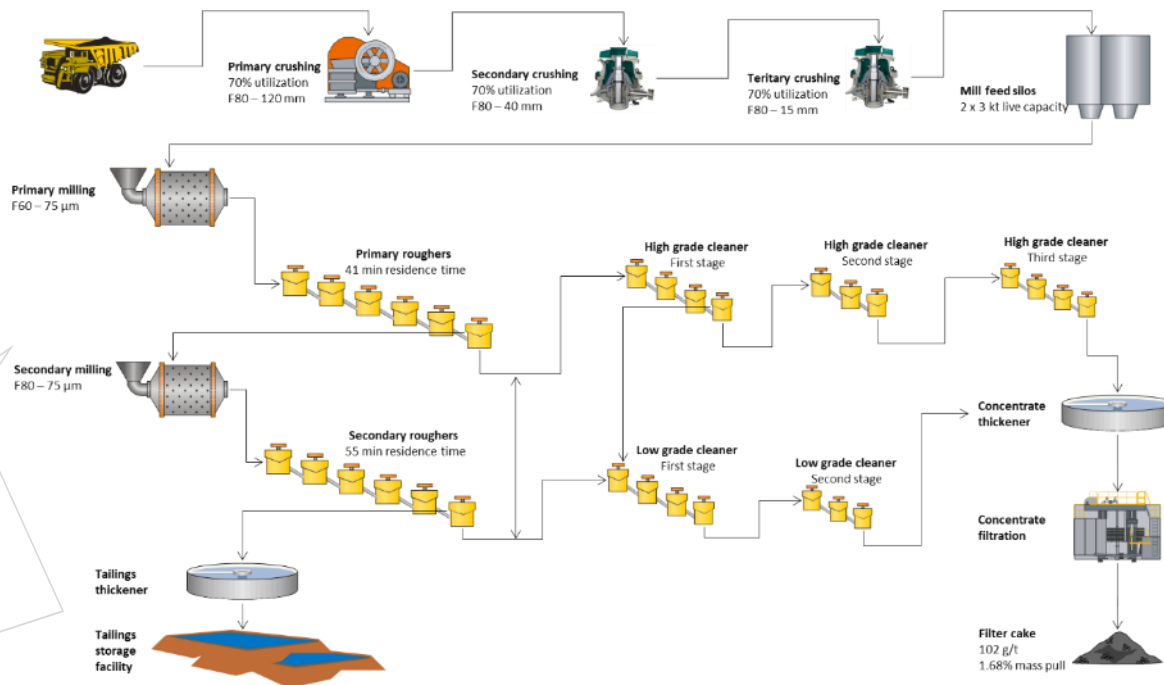 Primary crushing
70% utilization
F80 – 120 mm
Secondary crushing
70% utilization
F80 – 40 mm
Teritary crushing
70% utilization
F80 – 15 mm
Mill feed silos
2 x 3 kt live capacity
Primary milling
F60 – 75 µm
Primary roughers
41 min residence time
High grade cleaner
First stage
High grade cleaner
Second stage
High grade cleaner
Third stage
Secondary milling
F80 – 75 µm
Secondary roughers
55 min residence time
Low grade cleaner
First stage
Low grade cleaner
Second stage
Concentrate
thickener
Concentrate
filtration
Tailings
thickener
Tailings
storage
facility
Filter cake
102 g/t
1.68% mass pull